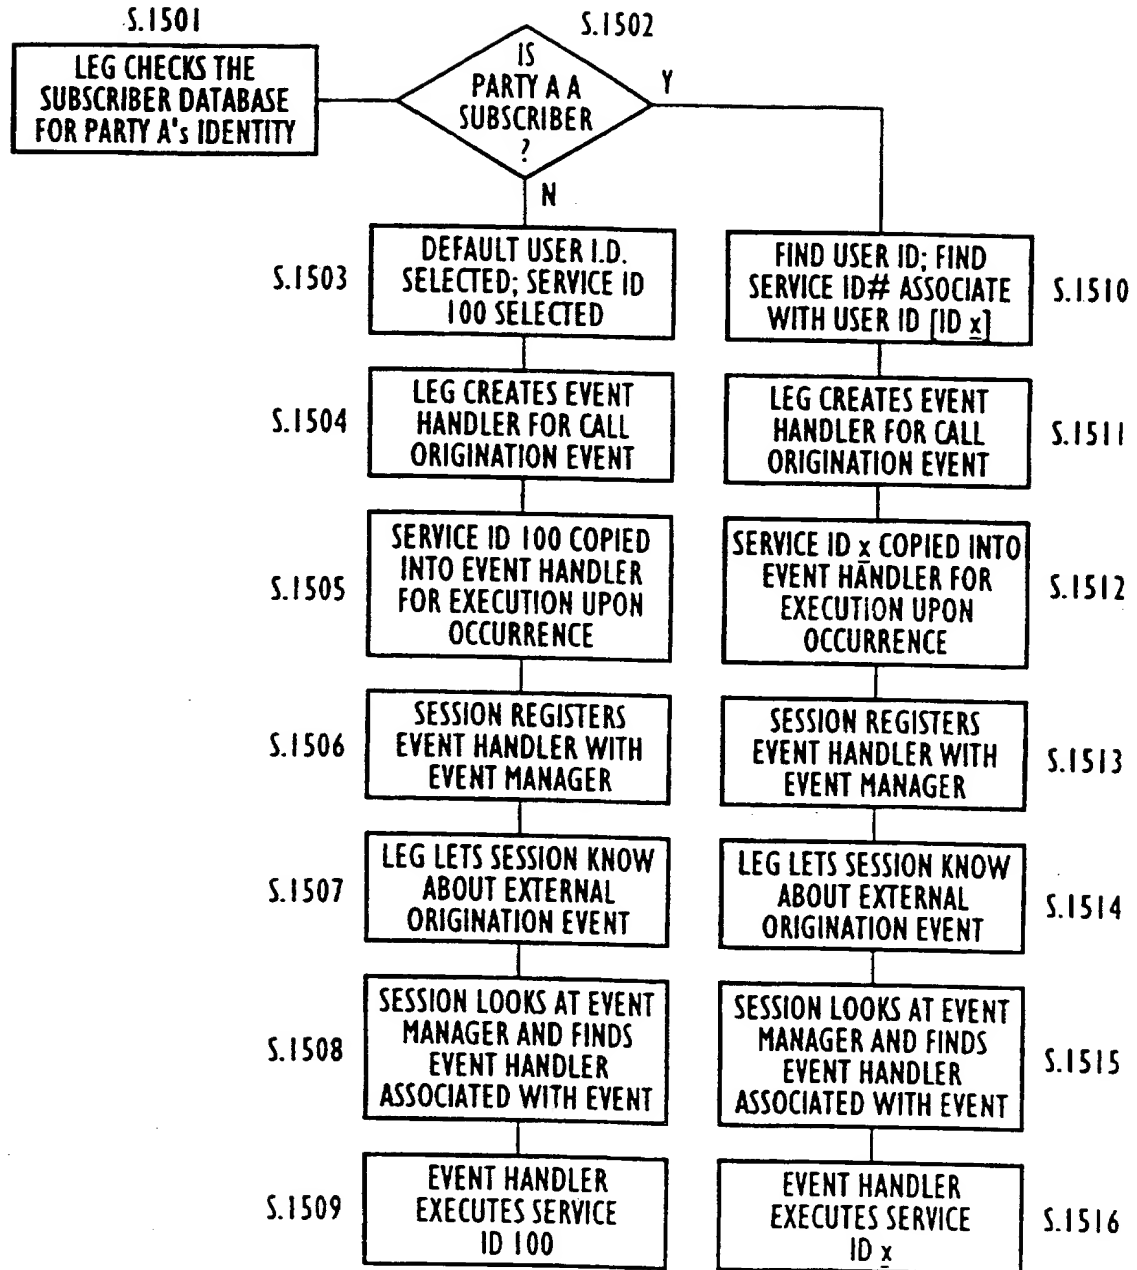 S.1501
LEG CHECKS THE
SUBSCRIBER DATABASE
FOR PARTY A's IDENTITY
S.1502
IS
PARTY A A
SUBSCRIBER
?
Y
N
S.1503
DEFAULT USER I.D.
SELECTED; SERVICE ID
100 SELECTED
S.1504
LEG CREATES EVENT
HANDLER FOR CALL
ORIGINATION EVENT
S.1505
SERVICE ID 100 COPIED
INTO EVENT HANDLER
FOR EXECUTION UPON
OCCURRENCE
S.1506
SESSION REGISTERS
EVENT HANDLER WITH
EVENT MANAGER
S.1507
LEG LETS SESSION KNOW
ABOUT EXTERNAL
ORIGINATION EVENT
S.1508
SESSION LOOKS AT EVENT
MANAGER AND FINDS
EVENT HANDLER
ASSOCIATED WITH EVENT
S.1509
EVENT HANDLER
EXECUTES SERVICE
ID 100
FIND USER ID; FIND
SERVICE ID# ASSOCIATE
WITH USER ID [ID x]
S.1510
LEG CREATES EVENT
HANDLER FOR CALL
ORIGINATION EVENT
S.1511
SERVICE ID x COPIED INTO
EVENT HANDLER FOR
EXECUTION UPON
OCCURRENCE
S.1512
SESSION REGISTERS
EVENT HANDLER WITH
EVENT MANAGER
S.1513
LEG LETS SESSION KNOW
ABOUT EXTERNAL
ORIGINATION EVENT
S.1514
SESSION LOOKS AT EVENT
MANAGER AND FINDS
EVENT HANDLER
ASSOCIATED WITH EVENT
S.1515
EVENT HANDLER
EXECUTES SERVICE
ID x
S.1516